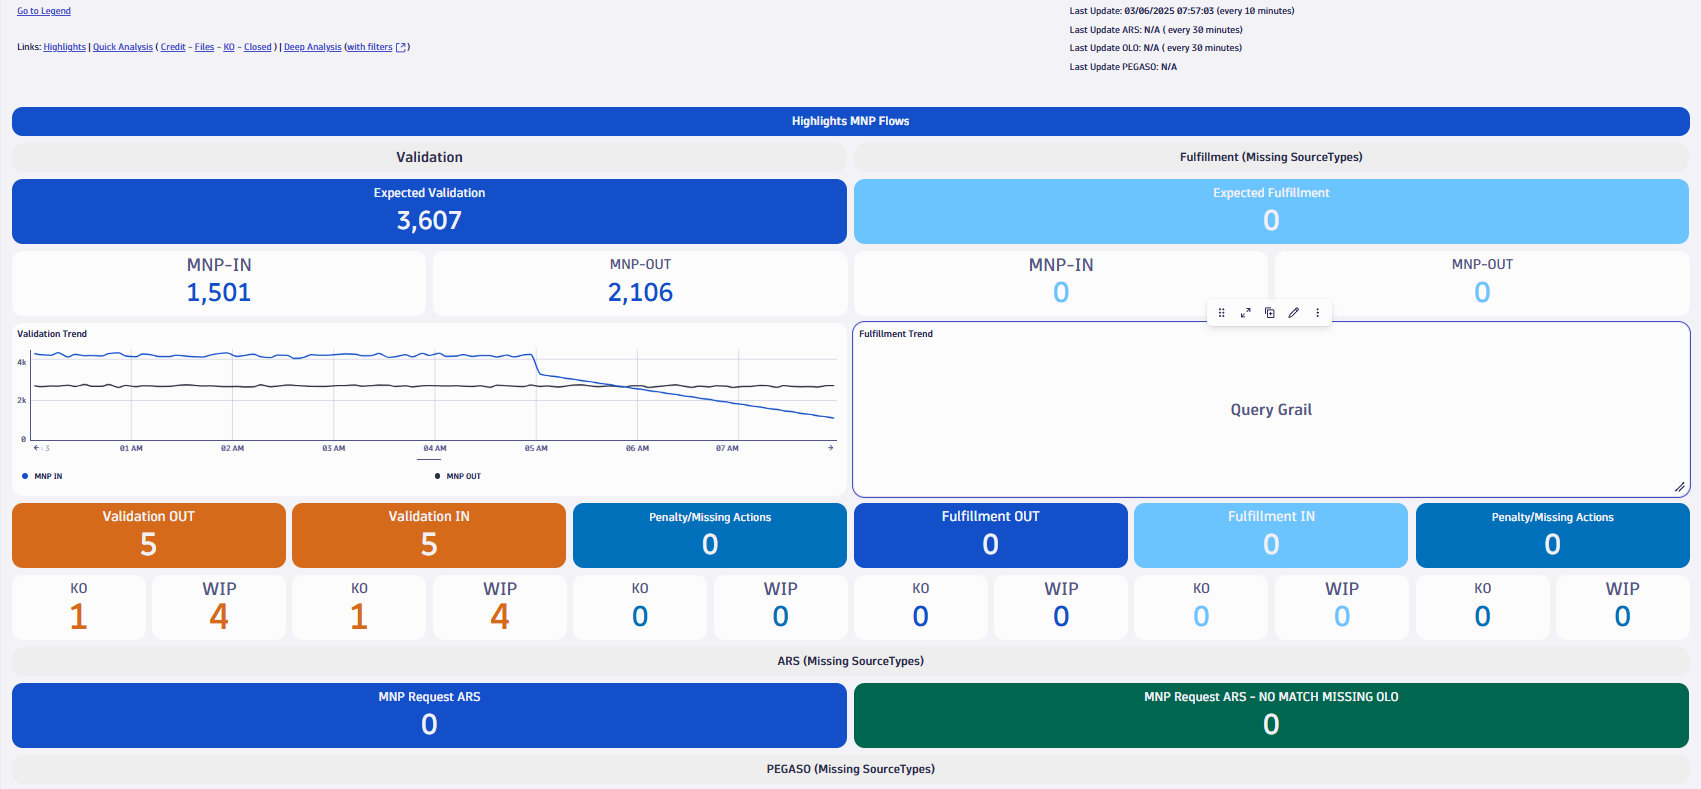 Go to Legend
Links: Highlights | Quick Analysis ( Credit - Files - KO - Closed ) | Deep Analysis (with filters )
Last Update: 03/06/2025 07:57:03 (every 10 minutes)
Last Update ARS: N/A ( every 30 minutes)
Last Update OLO: N/A ( every 30 minutes)
Last Update PEGASO: N/A
Highlights MNP Flows
Validation
Fulfillment (Missing SourceTypes)
Expected Validation
3,607
Expected Fulfillment
0
MNP-IN
1,501
MNP-OUT
2,106
MNP-IN
0
MNP-OUT
0
Validation Trend
4k
2k
0
3
01 AM
02 AM
03 AM
04 AM
05 AM
06 AM
07 AM
MNP IN
MNP OUT
Fulfillment Trend
Query Grail
Validation OUT
5
Validation IN
5
Penalty/Missing Actions
0
Fulfillment OUT
0
Fulfillment IN
0
Penalty/Missing Actions
0
KO
1
WIP
4
KO
1
WIP
4
KO
0
WIP
0
KO
0
WIP
0
KO
0
WIP
0
KO
0
WIP
0
ARS (Missing SourceTypes)
MNP Request ARS
0
MNP Request ARS - NO MATCH MISSING OLO
0
PEGASO (Missing SourceTypes)